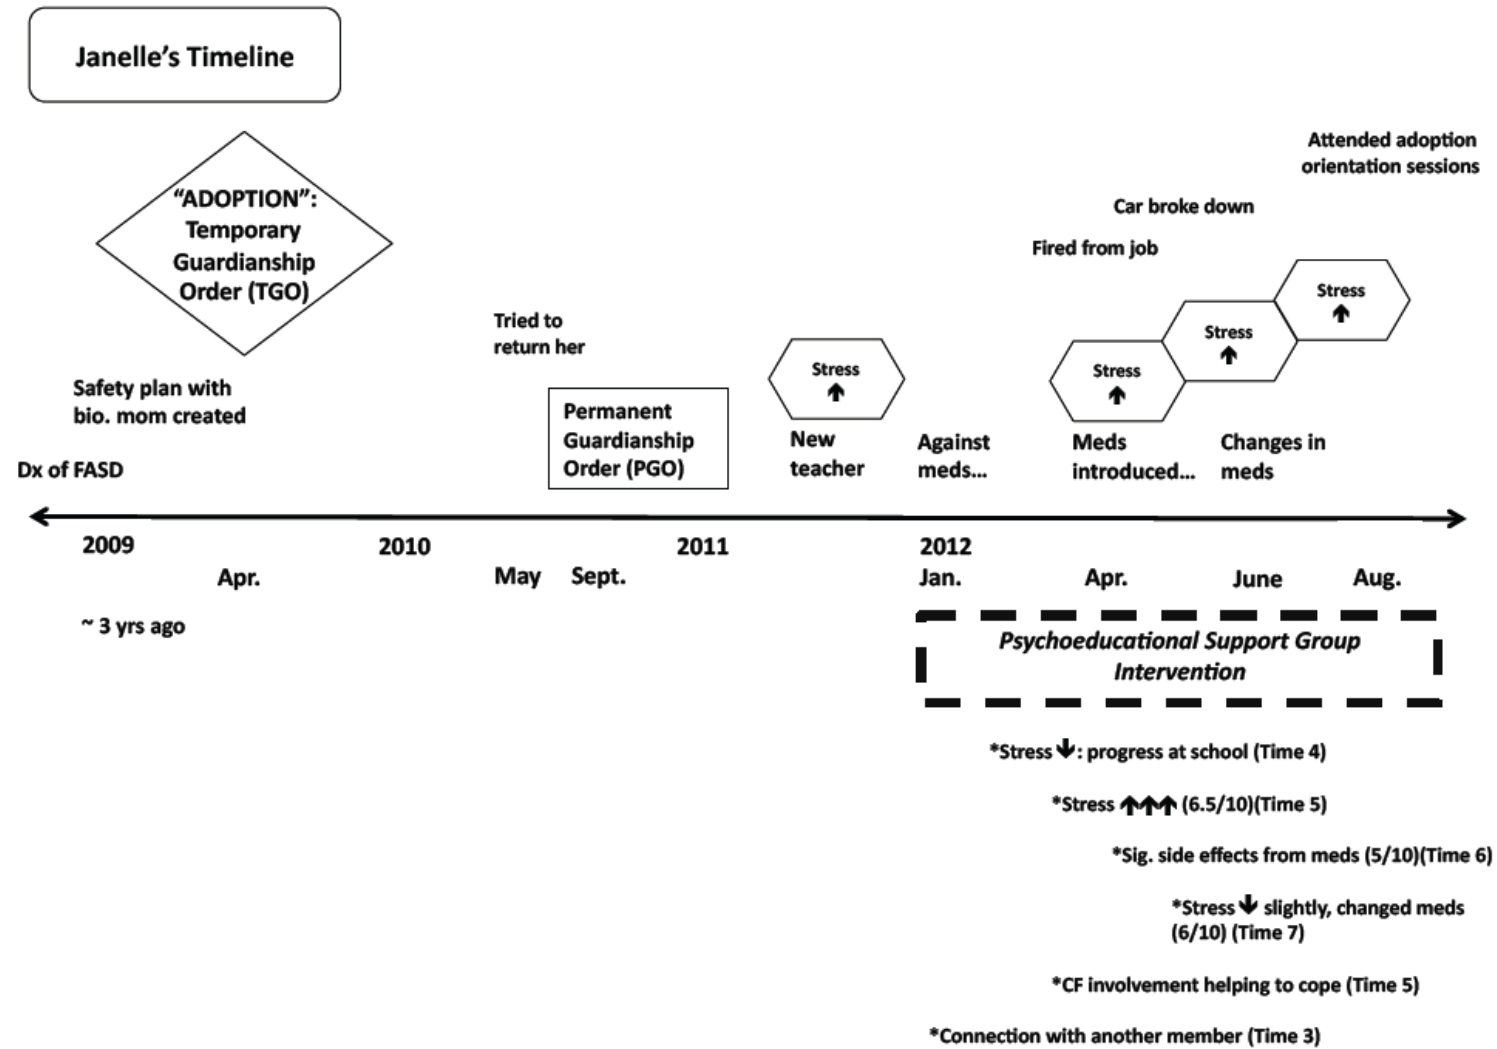 Janelle’s Timeline
“ADOPTION”:
Temporary
Guardianship
Order (TGO)
Attended adoption
orientation sessions
Car broke down
Fired from job
Stress
Stress
Stress
Tried to
return her
Stress
Safety plan with
bio. mom created
Permanent
Guardianship
Order (PGO)
New
teacher
Against
meds...
Meds
introduced...
Changes in
meds
Dx of FASD
2009
2010
2011
2012
Apr.
May
Sept.
Jan.
Apr.
June
Aug.
~ 3 yrs ago
Psychoeducational Support Group
Intervention
*Stress ↓: progress at school (Time 4)
*Stress ↑↑↑ (6.5/10)(Time 5)
*Sig. side effects from meds (5/10)(Time 6)
*Stress ↓ slightly, changed meds
(6/10) (Time 7)
*CF involvement helping to cope (Time 5)
*Connection with another member (Time 3)